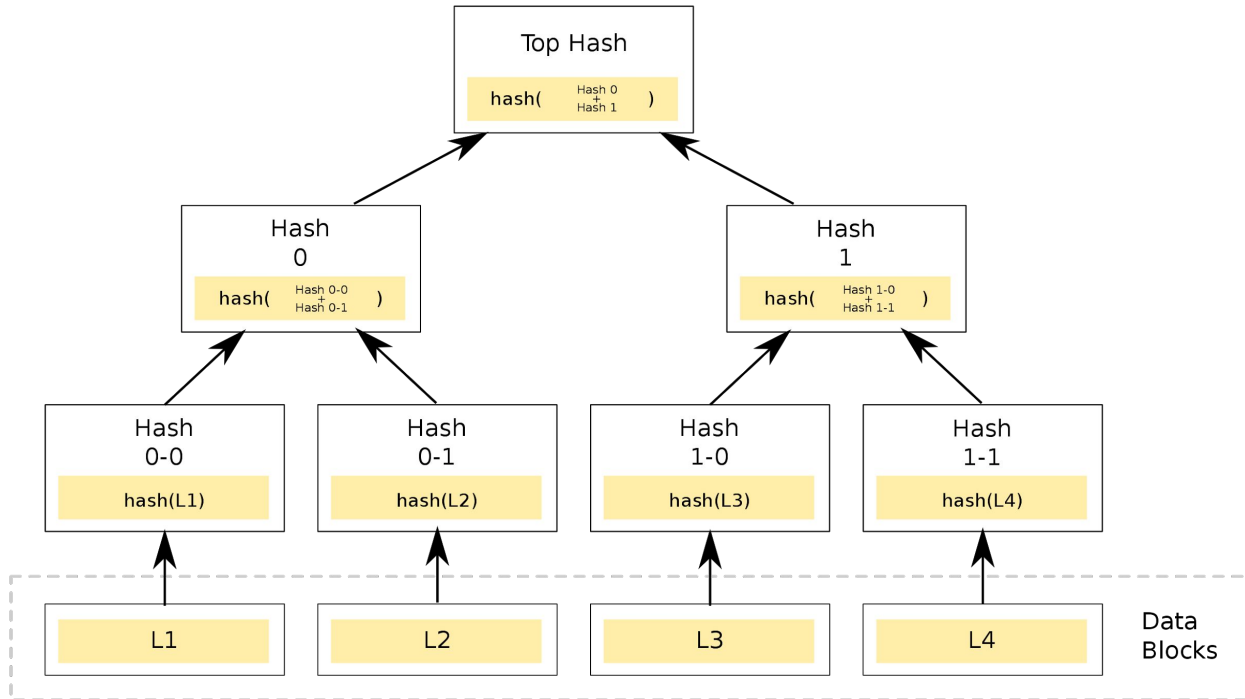 Top Hash
hash( Hash 0 + Hash 1 )
Hash
0
hash( Hash 0-0 + Hash 0-1 )
Hash
1
hash( Hash 1-0 + Hash 1-1 )
Hash
0-0
hash(L1)
Hash
0-1
hash(L2)
Hash
1-0
hash(L3)
Hash
1-1
hash(L4)
L1
L2
L3
L4
Data
Blocks